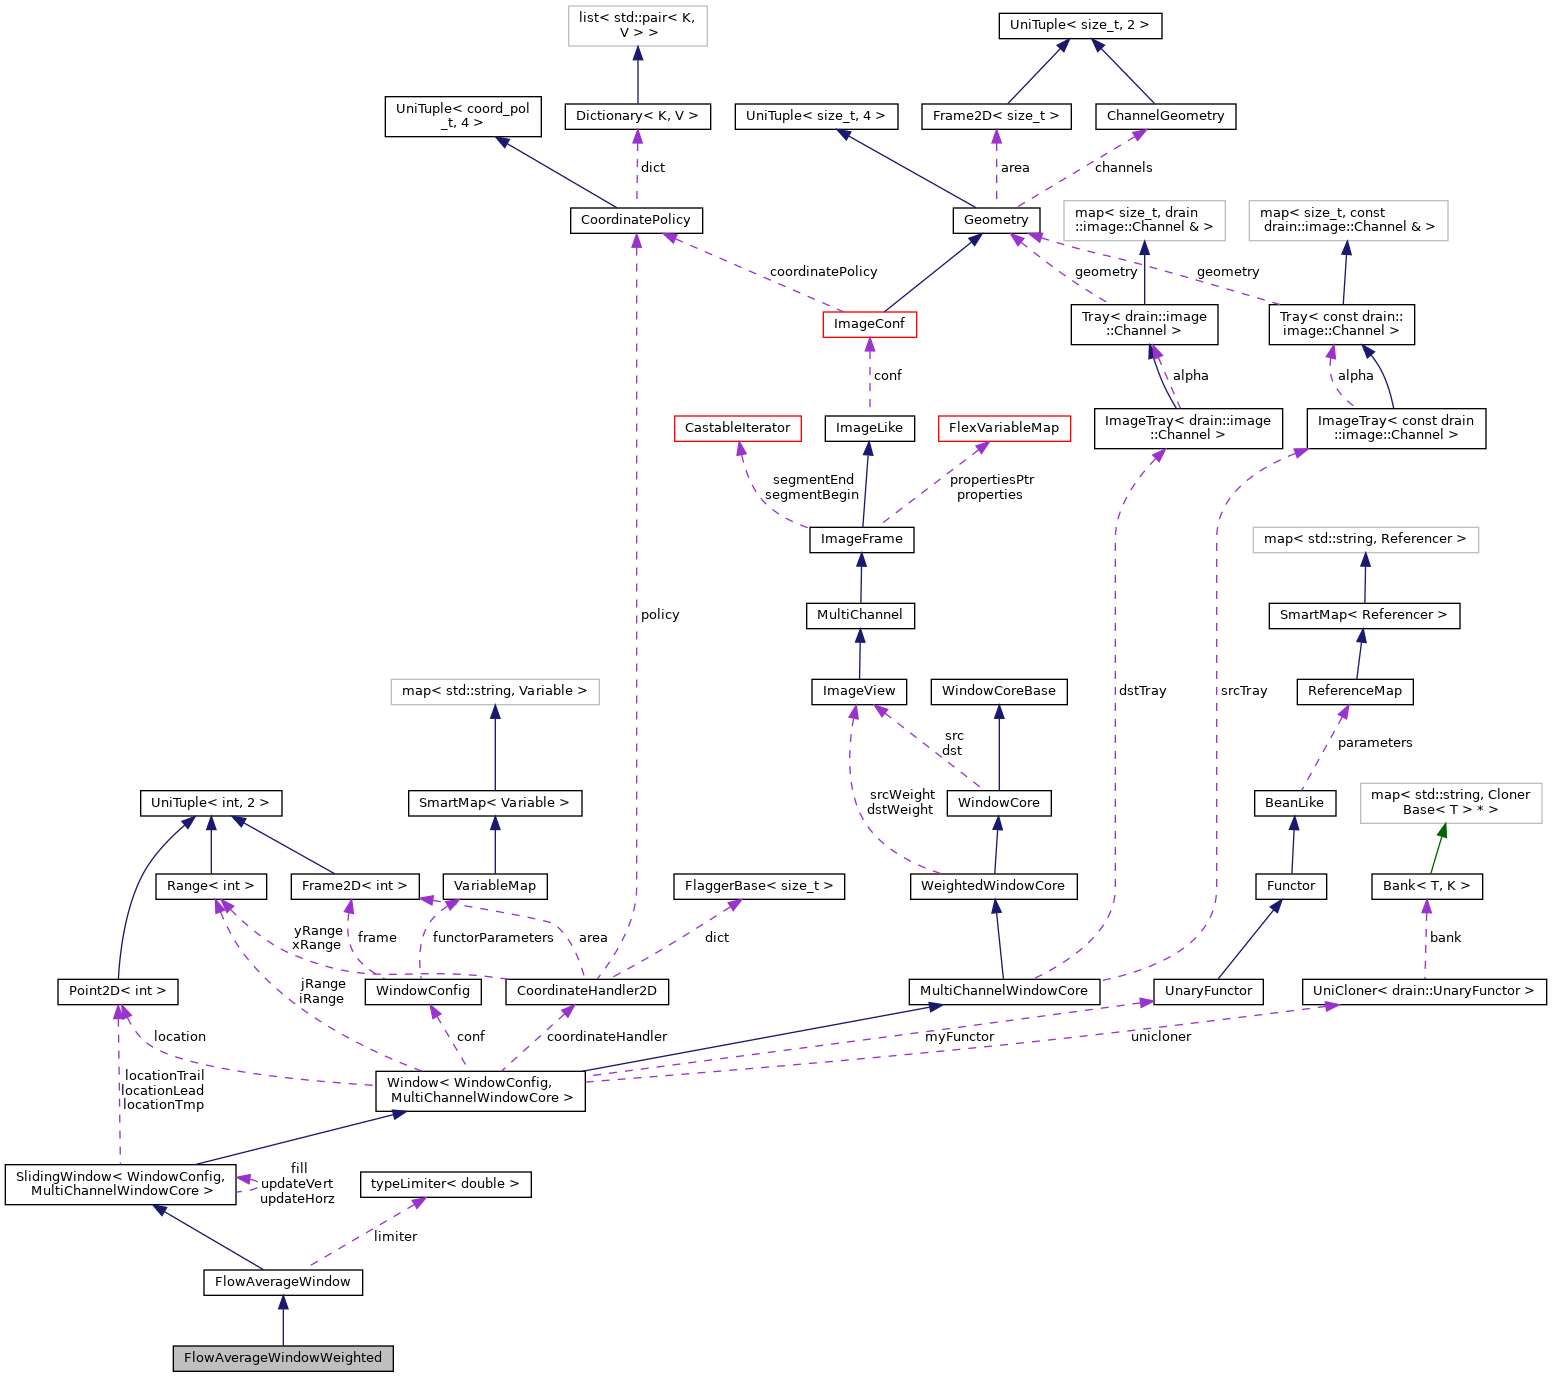 list< std::pair< K,
V > >
UniTuple< size_t, 2 >
UniTuple< coord_pol
_t, 4 >
Dictionary< K, V >
UniTuple< size_t, 4 >
Frame2D< size_t >
ChannelGeometry
dict
area
channels
CoordinatePolicy
Geometry
map< size_t, drain
::image::Channel & >
map< size_t, const
drain::image::Channel & >
coordinatePolicy
geometry
geometry
ImageConf
Tray< drain::image
::Channel >
Tray< const drain::
image::Channel >
conf
alpha
alpha
CastableIterator
ImageLike
FlexVariableMap
ImageTray< drain::image
::Channel >
ImageTray< const drain
::image::Channel >
segmentEnd
segmentBegin
propertiesPtr
properties
ImageFrame
map< std::string, Referencer >
policy
MultiChannel
SmartMap< Referencer >
map< std::string, Variable >
ImageView
WindowCoreBase
dstTray
srcTray
ReferenceMap
src
dst
parameters
UniTuple< int, 2 >
SmartMap< Variable >
srcWeight
dstWeight
WindowCore
BeanLike
map< std::string, Cloner
Base< T > * >
Range< int >
Frame2D< int >
VariableMap
FlaggerBase< size_t >
WeightedWindowCore
Functor
Bank< T, K >
yRange
xRange
frame
functorParameters
area
dict
bank
Point2D< int >
jRange
iRange
WindowConfig
CoordinateHandler2D
MultiChannelWindowCore
UnaryFunctor
UniCloner< drain::UnaryFunctor >
location
conf
coordinateHandler
myFunctor
unicloner
locationTrail
locationLead
locationTmp
Window< WindowConfig,
MultiChannelWindowCore >
SlidingWindow< WindowConfig,
MultiChannelWindowCore >
fill
updateVert
updateHorz
typeLimiter< double >
limiter
FlowAverageWindow
FlowAverageWindowWeighted